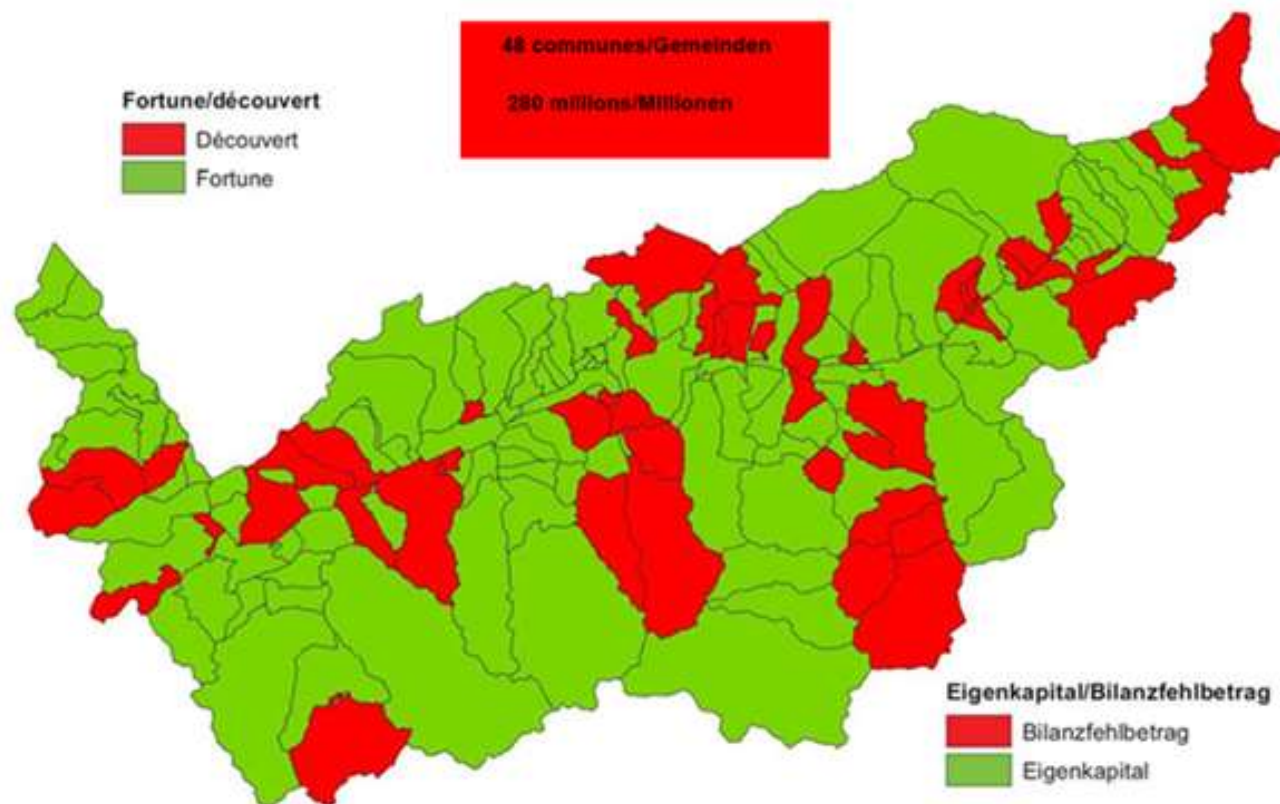 48 communes/Gemeinden
280 millions/Millionen
Fortune/découvert
Découvert
Fortune
Eigenkapital/Bilanzfehlbetrag
Bilanzfehlbetrag
Eigenkapital